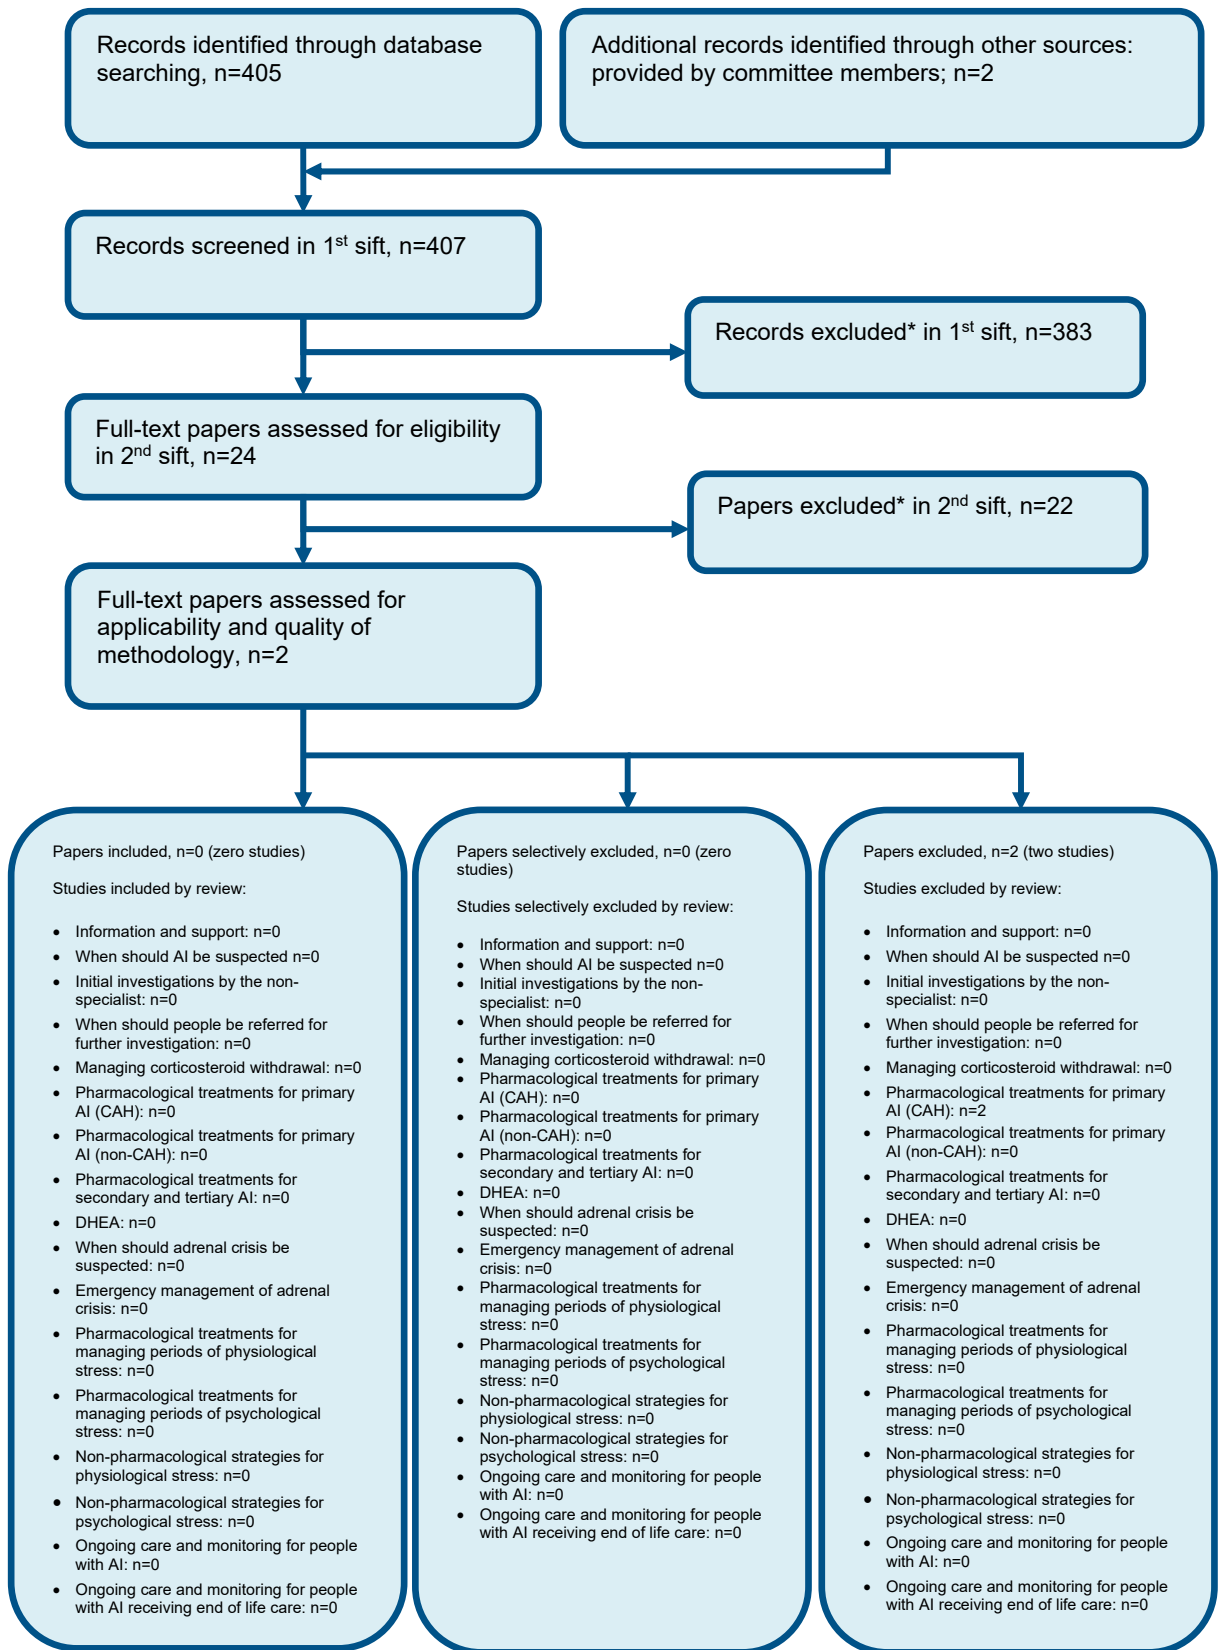 Records identified through database
searching, n=405
Additional records identified through other sources:
provided by committee members; n=2
Records screened in 1st sift, n=407
Records excluded* in 1st sift, n=383
Full-text papers assessed for eligibility
in 2nd sift, n=24
Papers excluded* in 2nd sift, n=22
Full-text papers assessed for
applicability and quality of
methodology, n=2
Papers included, n=0 (zero studies)
Studies included by review:
• Information and support: n=0
• When should AI be suspected n=0
• Initial investigations by the non-
specialist: n=0
• When should people be referred for
further investigation: n=0
• Managing corticosteroid withdrawal: n=0
• Pharmacological treatments for primary
AI (CAH): n=0
• Pharmacological treatments for primary
AI (non-CAH): n=0
• Pharmacological treatments for
secondary and tertiary AI: n=0
• DHEA: n=0
• When should adrenal crisis be
suspected: n=0
• Emergency management of adrenal
crisis: n=0
• Pharmacological treatments for
managing periods of physiological
stress: n=0
• Pharmacological treatments for
managing periods of psychological
stress: n=0
• Non-pharmacological strategies for
physiological stress: n=0
• Non-pharmacological strategies for
psychological stress: n=0
• Ongoing care and monitoring for people
with AI: n=0
• Ongoing care and monitoring for people
with AI receiving end of life care: n=0
Papers selectively excluded, n=0 (zero
studies)
Studies selectively excluded by review:
• Information and support: n=0
• When should AI be suspected n=0
• Initial investigations by the non-
specialist: n=0
• When should people be referred for
further investigation: n=0
• Managing corticosteroid withdrawal: n=0
• Pharmacological treatments for primary
AI (CAH): n=0
• Pharmacological treatments for primary
AI (non-CAH): n=0
• Pharmacological treatments for
secondary and tertiary AI: n=0
• DHEA: n=0
• When should adrenal crisis be
suspected: n=0
• Emergency management of adrenal
crisis: n=0
• Pharmacological treatments for
managing periods of physiological
stress: n=0
• Pharmacological treatments for
managing periods of psychological
stress: n=0
• Non-pharmacological strategies for
physiological stress: n=0
• Non-pharmacological strategies for
psychological stress: n=0
• Ongoing care and monitoring for people
with AI: n=0
• Ongoing care and monitoring for people
with AI receiving end of life care: n=0
Papers excluded, n=2 (two studies)
Studies excluded by review:
• Information and support: n=0
• When should AI be suspected n=0
• Initial investigations by the non-
specialist: n=0
• When should people be referred for
further investigation: n=0
• Managing corticosteroid withdrawal: n=0
• Pharmacological treatments for primary
AI (CAH): n=2
• Pharmacological treatments for primary
AI (non-CAH): n=0
• Pharmacological treatments for
secondary and tertiary AI: n=0
• DHEA: n=0
• When should adrenal crisis be
suspected: n=0
• Emergency management of adrenal
crisis: n=0
• Pharmacological treatments for
managing periods of physiological
stress: n=0
• Pharmacological treatments for
managing periods of psychological
stress: n=0
• Non-pharmacological strategies for
physiological stress: n=0
• Non-pharmacological strategies for
psychological stress: n=0
• Ongoing care and monitoring for people
with AI: n=0
• Ongoing care and monitoring for people
with AI receiving end of life care: n=0